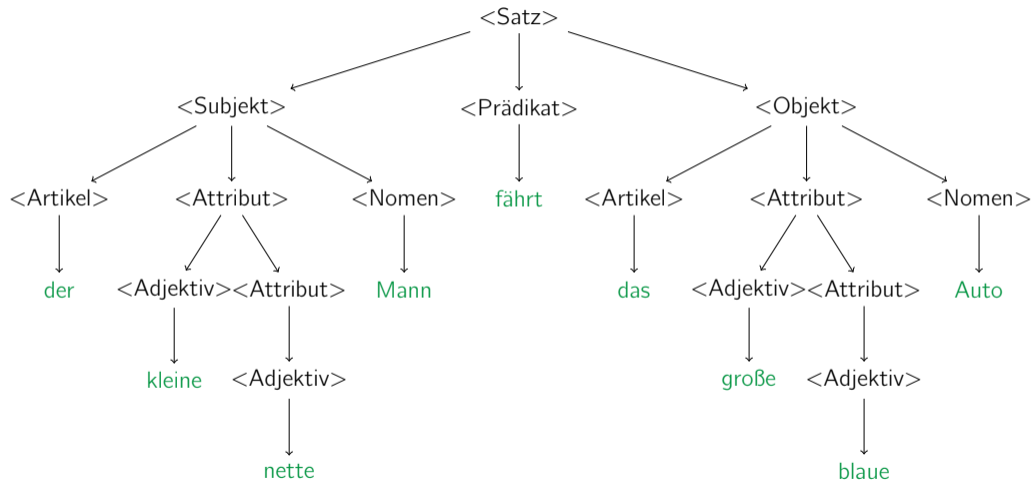 <Satz>
<Subjekt> <Prädikat> <Objekt>
<Artikel> <Attribut> <Nomen> fährt <Artikel> <Attribut> <Nomen>
der <Adjektiv> <Attribut> Mann das <Adjektiv> <Attribut> Auto
kleine <Adjektiv> große <Adjektiv>
nette blaue